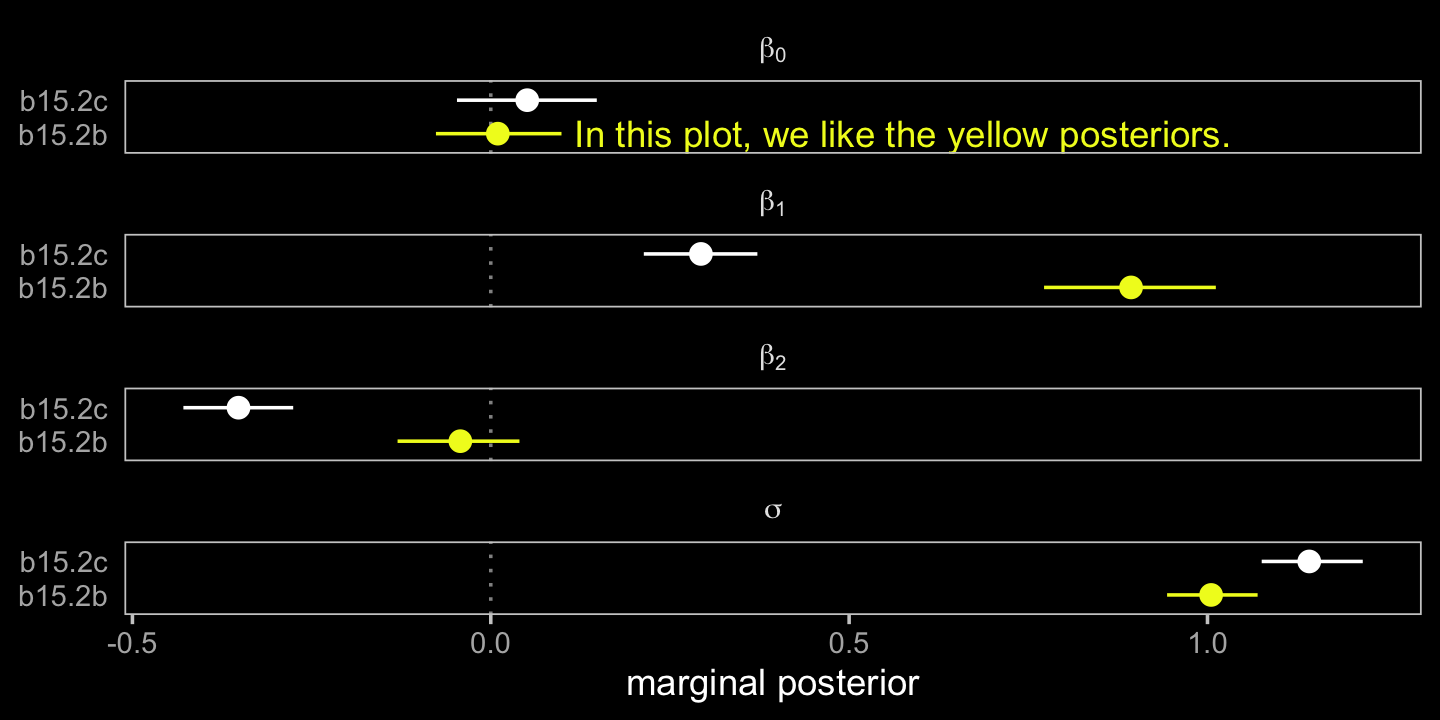 β0
b15.2c
b15.2b
In this plot, we like the yellow posteriors.
β1
b15.2c
b15.2b
β2
b15.2c
b15.2b
σ
b15.2c
b15.2b
-0.5 0.0 0.5 1.0
marginal posterior